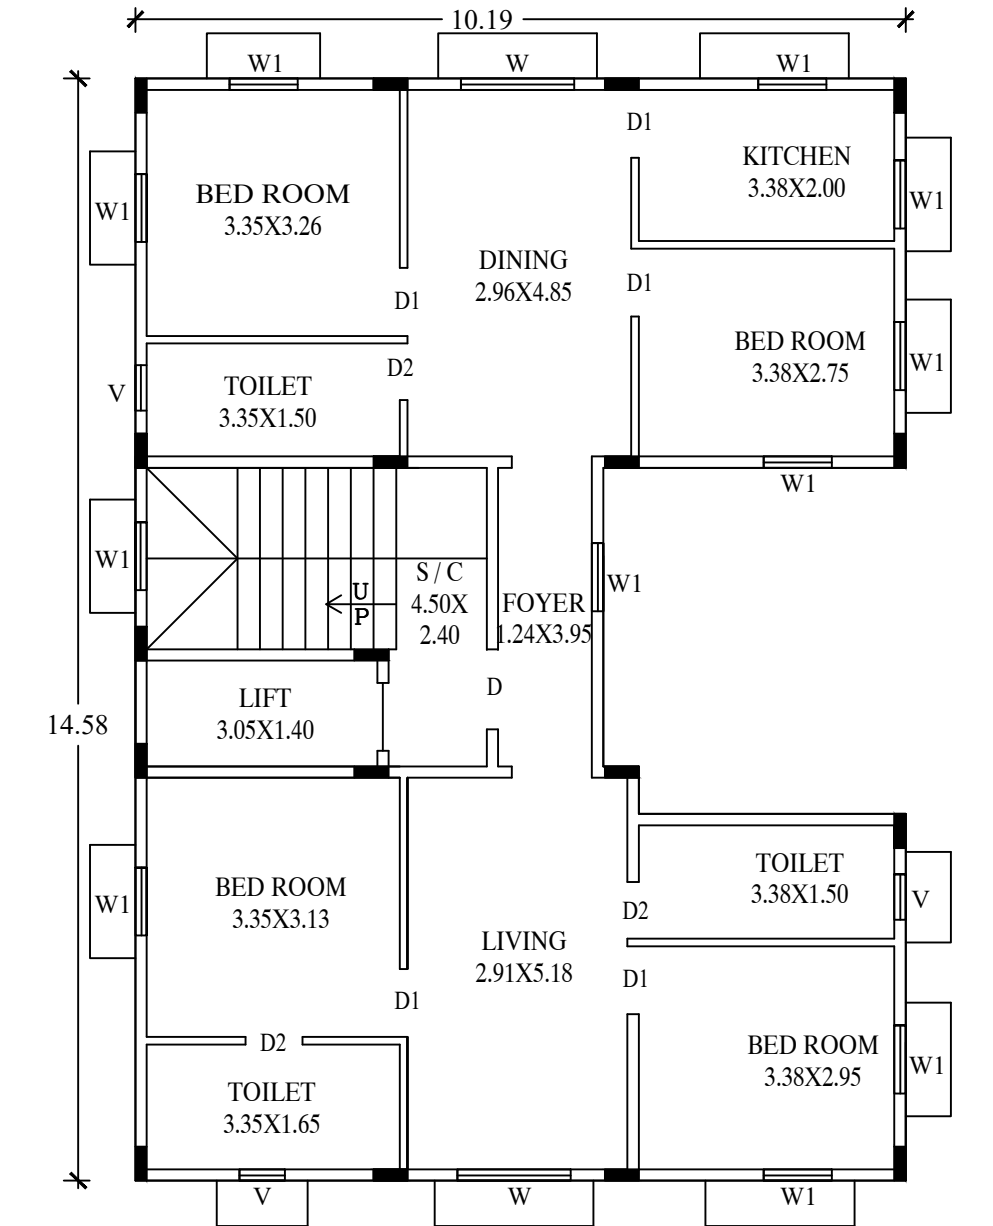 10.19
W1
W
W1
D1
KITCHEN
3.38X2.00
BED ROOM
3.35X3.26
W1
W1
DINING
2.96X4.85
D1
D1
BED ROOM
3.38X2.75
W1
D2
V
TOILET
3.35X1.50
W1
W1
S / C
4.50X
2.40
U
P
W1
FOYER
1.24X3.95
D
LIFT
3.05X1.40
14.58
TOILET
3.38X1.50
V
BED ROOM
3.35X3.13
W1
D2
LIVING
2.91X5.18
D1
D1
D2
BED ROOM
3.38X2.95
W1
TOILET
3.35X1.65
V
W
W1